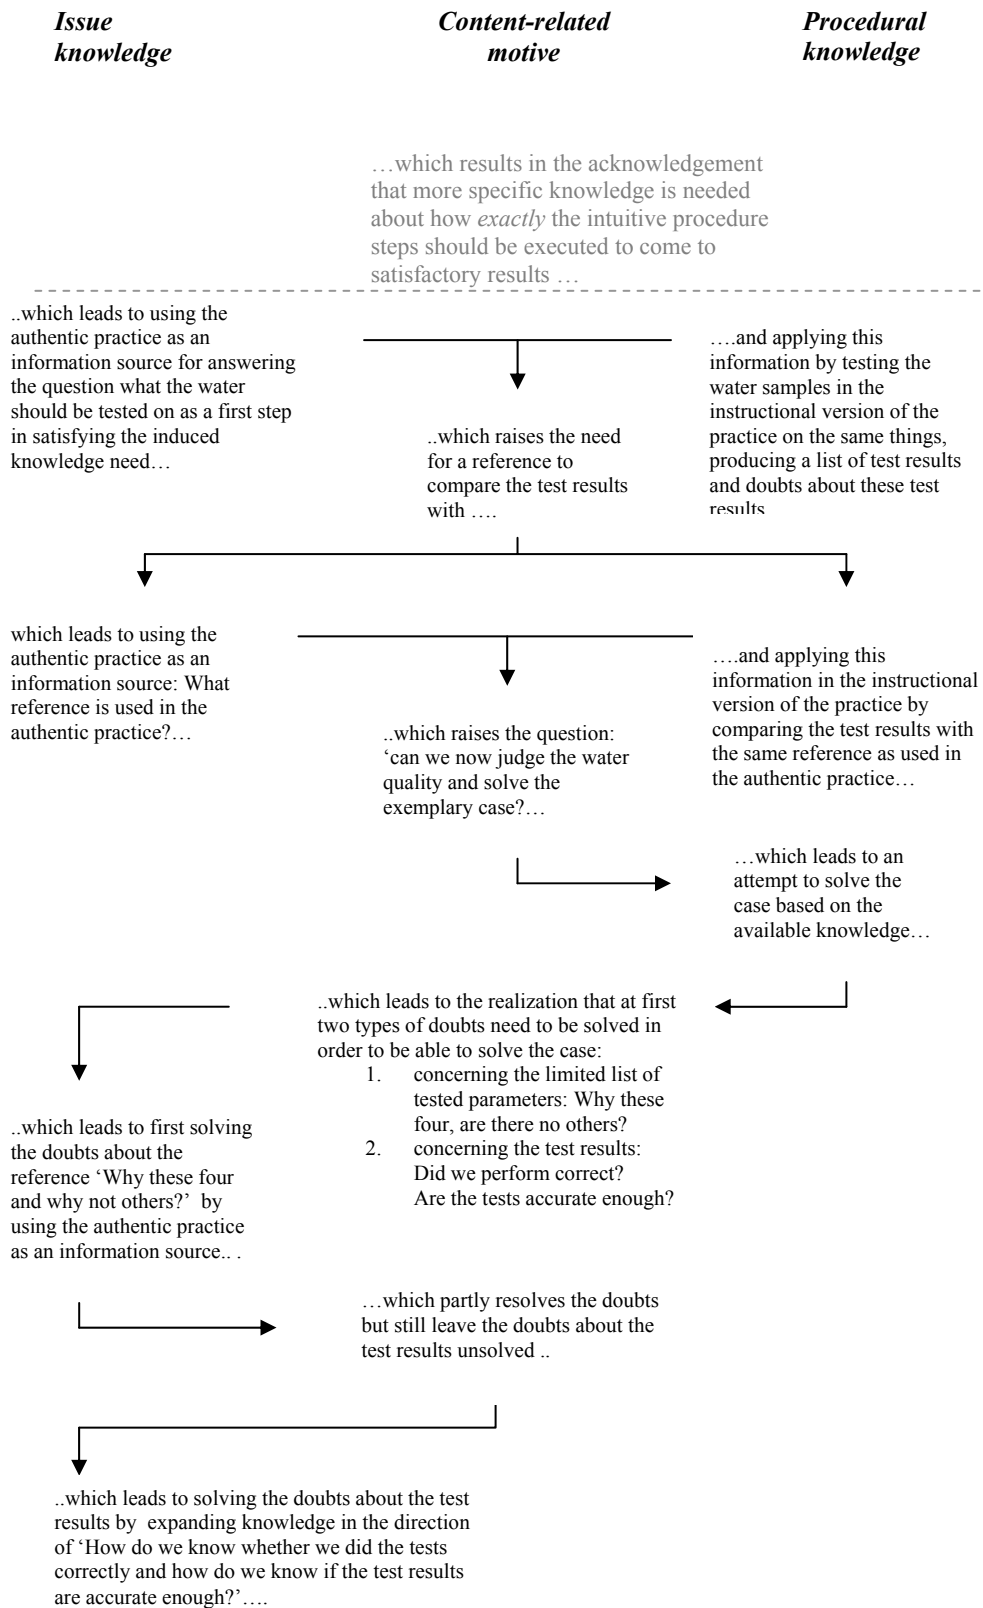 Issue
knowledge
Content-related
motive
Procedural
knowledge
…which results in the acknowledgement
that more specific knowledge is needed
about how exactly the intuitive procedure
steps should be executed to come to
satisfactory results …
..which leads to using the
authentic practice as an
information source for answering
the question what the water
should be tested on as a first step
in satisfying the induced
knowledge need…
..which raises the need
for a reference to
compare the test results
with ….
….and applying this
information by testing the
water samples in the
instructional version of the
practice on the same things,
producing a list of test results
and doubts about these test
results
which leads to using the
authentic practice as an
information source: What
reference is used in the
authentic practice?…
..which raises the question:
‘can we now judge the water
quality and solve the
exemplary case?…
….and applying this
information in the instructional
version of the practice by
comparing the test results with
the same reference as used in
the authentic practice…
…which leads to an
attempt to solve the
case based on the
available knowledge…
..which leads to the realization that at first
two types of doubts need to be solved in
order to be able to solve the case:
1. concerning the limited list of
tested parameters: Why these
four, are there no others?
2. concerning the test results:
Did we perform correct?
Are the tests accurate enough?
..which leads to first solving
the doubts about the
reference ‘Why these four
and why not others?’ by
using the authentic practice
as an information source.. .
…which partly resolves the doubts
but still leave the doubts about the
test results unsolved ..
..which leads to solving the doubts about the test
results by expanding knowledge in the direction
of ‘How do we know whether we did the tests
correctly and how do we know if the test results
are accurate enough?’….